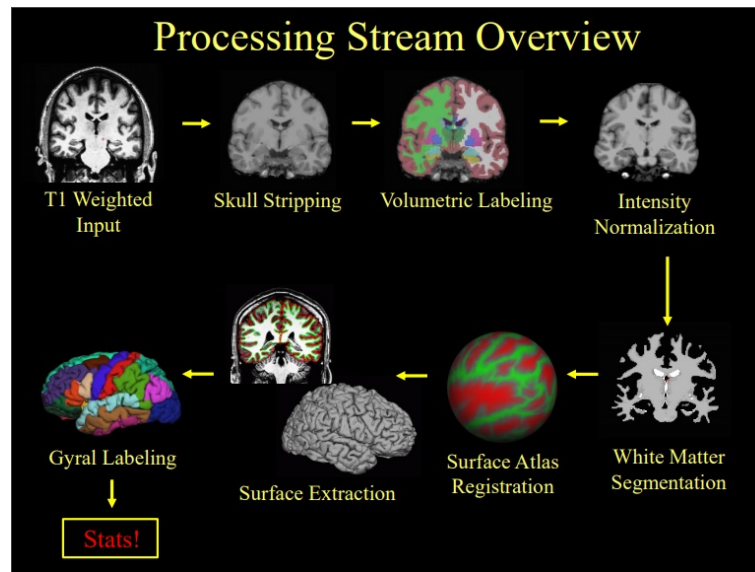 Processing Stream Overview
T1 Weighted
Input
Skull Stripping
Volumetric Labeling
Intensity
Normalization
Gyral Labeling
Surface Extraction
Surface Atlas
Registration
White Matter
Segmentation
Stats!